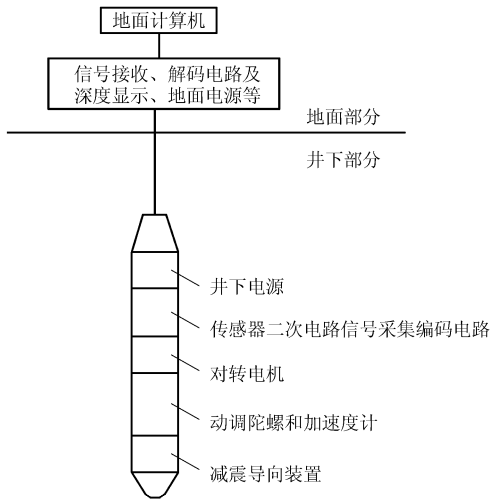 地面计算机
信号接收、解码电路及
深度显示、地面电源等
地面部分
井下部分
井下电源
传感器二次电路信号采集编码电路
对转电机
动调陀螺和加速度计
减震导向装置